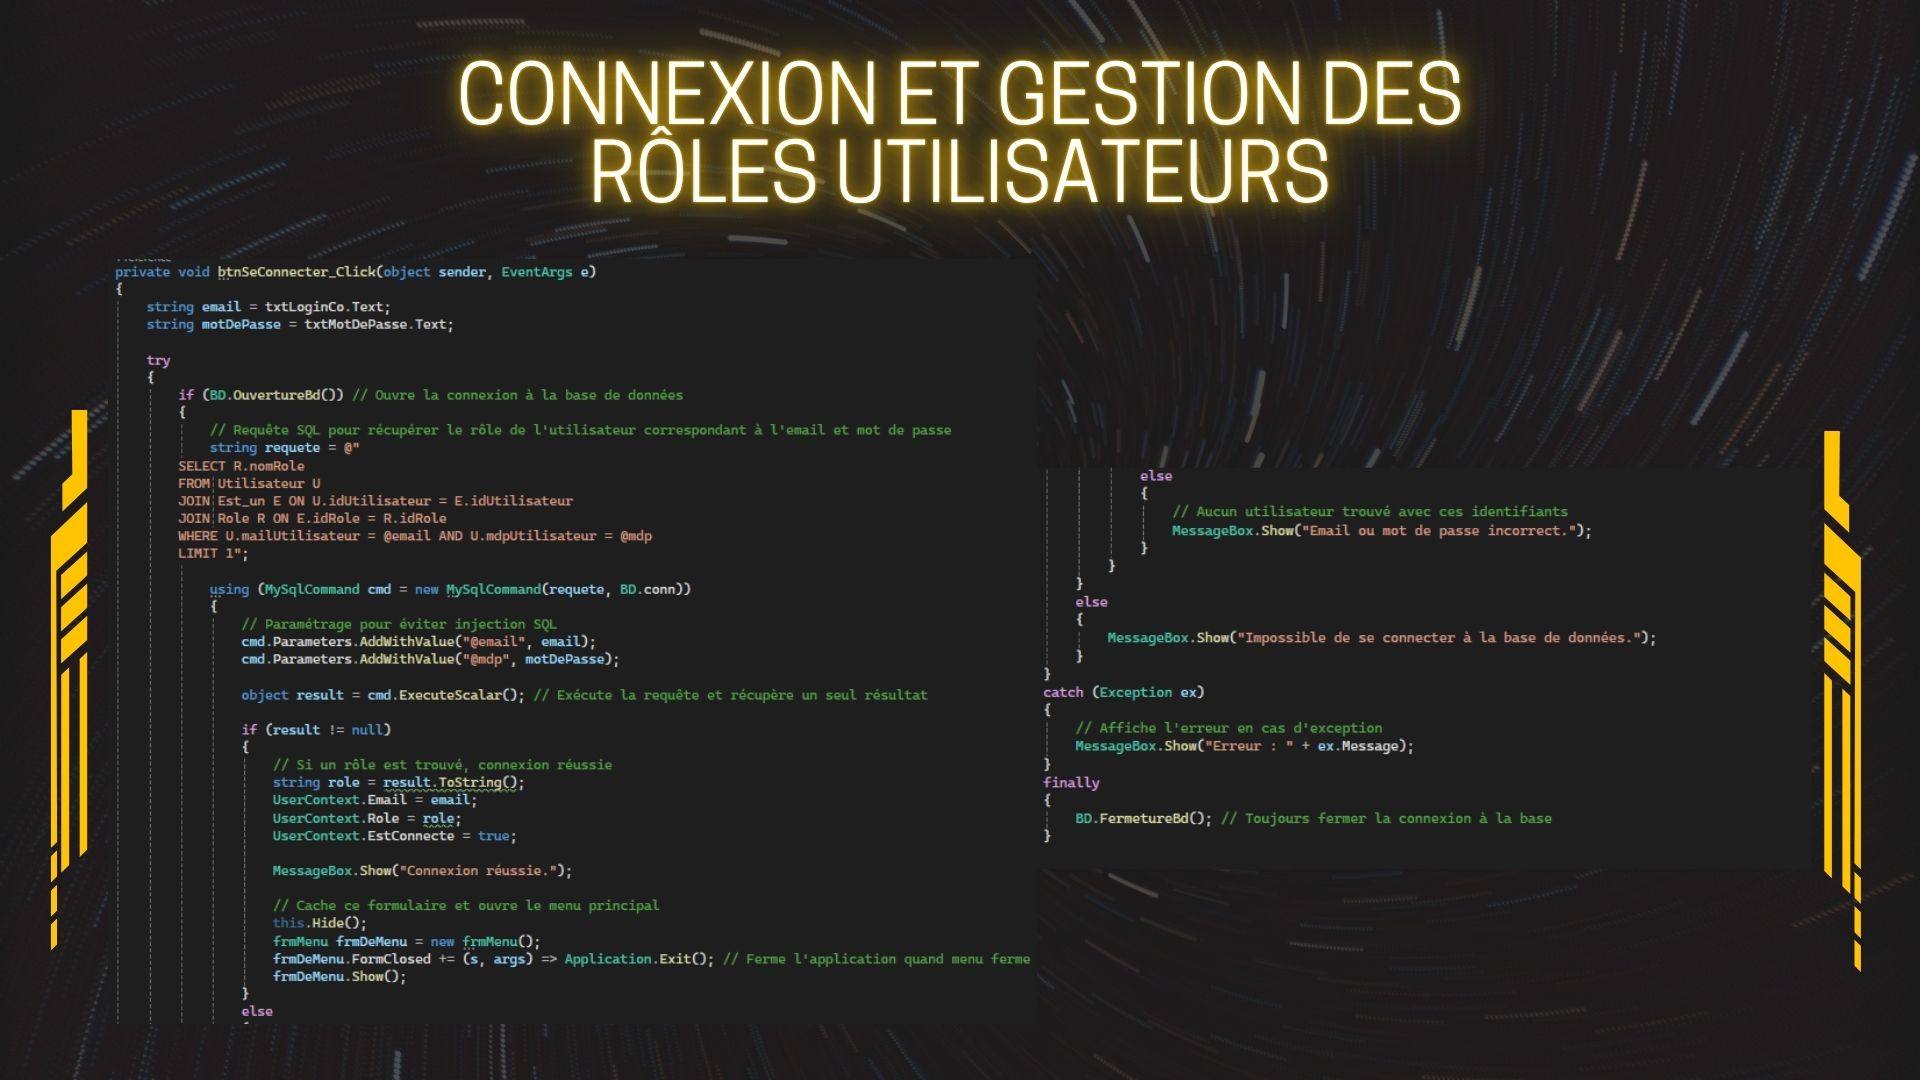 CONNEXION ET GESTION DES
RÔLES UTILISATEURS
private void btnSeConnecter_Click(object sender, EventArgs e)
{
string email = txtLoginCo.Text;
string motDePasse = txtMotDePasse.Text;
try
{
if (BD.OuvertureBd()) // Ouvre la connexion à la base de données
{
// Requête SQL pour récupérer le rôle de l'utilisateur correspondant à l'email et mot de passe
string requete = @"
SELECT R.nomRole
FROM Utilisateur U
JOIN Est_un E ON U.idUtilisateur = E.idUtilisateur
JOIN Role R ON E.idRole = R.idRole
WHERE U.mailUtilisateur = @email AND U.mdpUtilisateur = @mdp
LIMIT 1";
using (MySqlCommand cmd = new MySqlCommand(requete, BD.conn))
{
// Paramétrage pour éviter injection SQL
cmd.Parameters.AddWithValue("@email", email);
cmd.Parameters.AddWithValue("@mdp", motDePasse);
object result = cmd.ExecuteScalar(); // Exécute la requête et récupère un seul résultat
if (result != null)
{
// Si un rôle est trouvé, connexion réussie
string role = result.ToString();
UserContext.Email = email;
UserContext.Role = role;
UserContext.EstConnecte = true;
MessageBox.Show("Connexion réussie.");
// Cache ce formulaire et ouvre le menu principal
this.Hide();
frmMenu frmDeMenu = new frmMenu();
frmDeMenu.FormClosed += (s, args) => Application.Exit(); // Ferme l'application quand menu ferme
frmDeMenu.Show();
}
else
else
{
// Aucun utilisateur trouvé avec ces identifiants
MessageBox.Show("Email ou mot de passe incorrect.");
}
}
}
else
{
MessageBox.Show("Impossible de se connecter à la base de données.");
}
}
catch (Exception ex)
{
// Affiche l'erreur en cas d'exception
MessageBox.Show("Erreur : " + ex.Message);
}
finally
{
BD.FermetureBd(); // Toujours fermer la connexion à la base
}